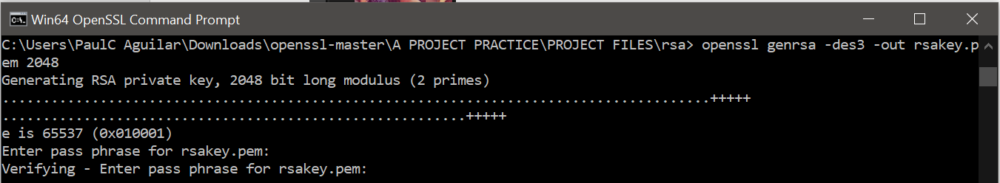 Win64 OpenSSL Command Prompt
C:\Users\PaulC Aguilar\Downloads\openssl-master\A PROJECT PRACTICE\PROJECT FILES\rsa> openssl genrsa -des3 -out rsakey.p
em 2048
Generating RSA private key, 2048 bit long modulus (2 primes)
.......................................................................................+++++
.........................................................+++++
e is 65537 (0x010001)
Enter pass phrase for rsakey.pem:
Verifying - Enter pass phrase for rsakey.pem: